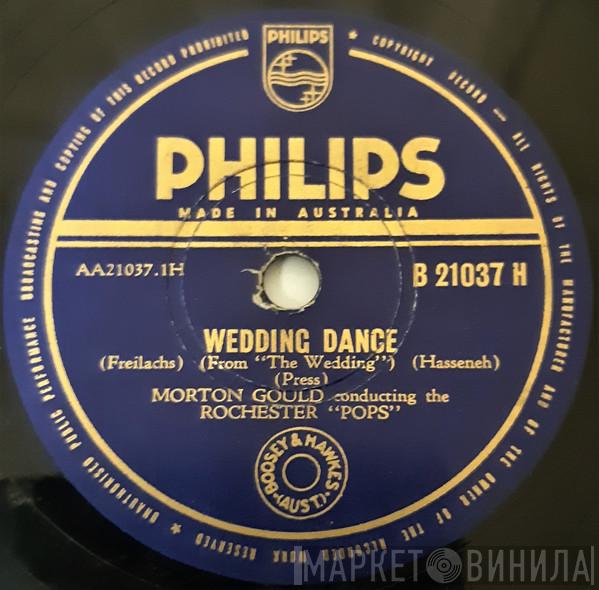 PHILIPS
PHILIPS
MADE IN AUSTRALIA
AA21037.1H
B 21037 H
WEDDING DANCE
(Freilachs) (From "The Wedding") (Hasseneh)
(Press)
MORTON GOULD conducting the
ROCHESTER "POPS"
BOOSEY & HAWKES (AUST.)
★ COPYRIGHT RECORD — ALL RIGHTS OF THE MANUFACTURER AND OF THE OWNER OF THE RECORDED WORK RESERVED
★ UNAUTHORISED PUBLIC PERFORMANCE BROADCASTING AND COPYING OF THIS RECORD PROHIBITED
МАРКЕТ ВИНИЛА